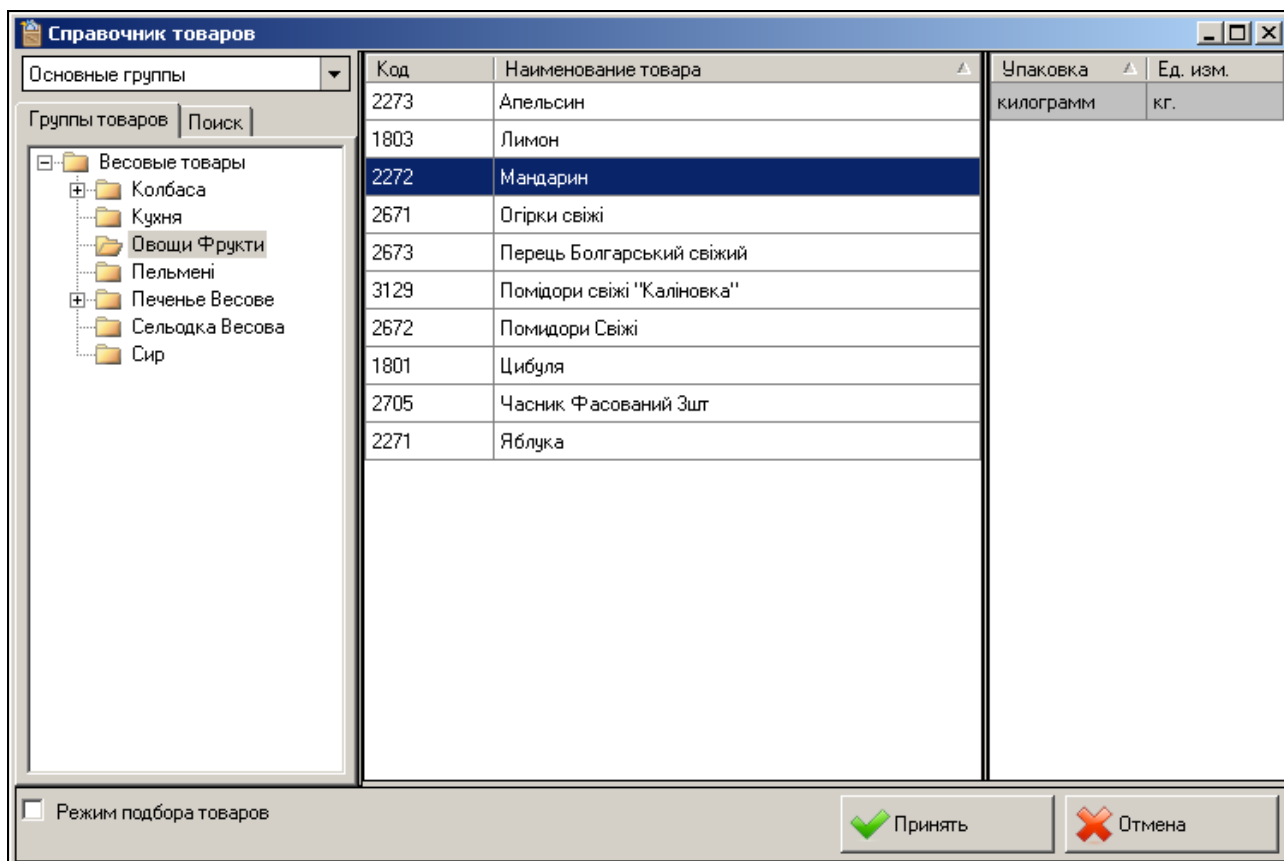 Справочник товаров
Основные группы
Группы товаров Поиск
Весовые товары
Колбаса
Кухня
Овощи Фрукти
Пельмені
Печенье Весове
Сельодка Весова
Сир
Код Наименование товара
2273 Апельсин
1803 Лимон
2272 Мандарин
2671 Огірки свіжі
2673 Перець Болгарський свіжий
3129 Помідори свіжі "Каліновка"
2672 Помидори Свіжі
1801 Цибуля
2705 Часник Фасований 3шт
2271 Яблука
Упаковка Ед. изм.
килограмм кг.
Режим подбора товаров
Принять
Отмена